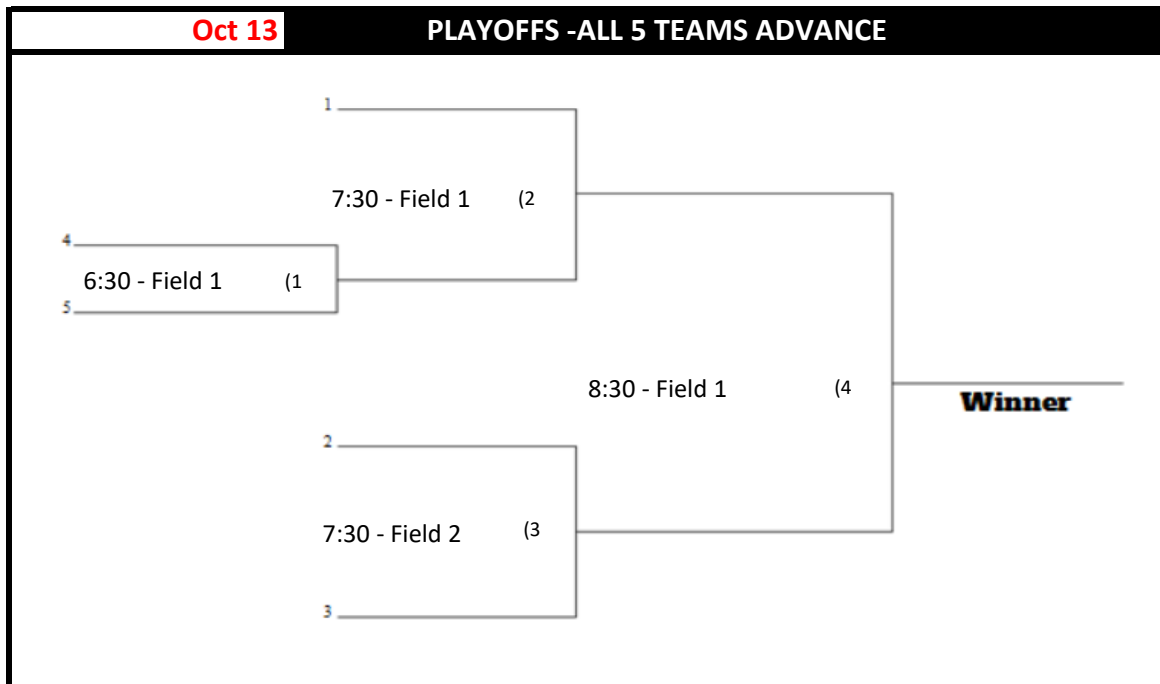 Oct 13
PLAYOFFS -ALL 5 TEAMS ADVANCE
1
7:30 - Field 1 (2
4
6:30 - Field 1 (1
5
8:30 - Field 1 (4
Winner
2
7:30 - Field 2 (3
3